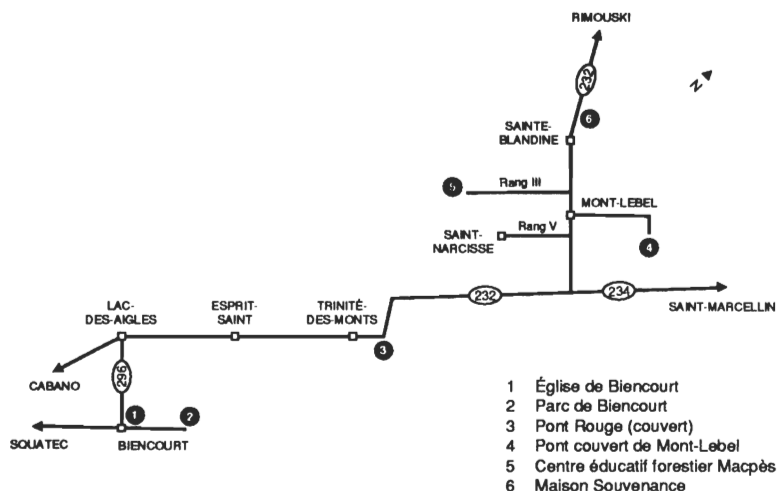 RIMOUSKI
232
N
6
SAINTE-
BLANDINE
5
Rang III
MONT-LEBEL
SAINT-
NARCISSE
Rang V
4
232
234
SAINT-MARCELLIN
LAC-
DES-AIGLES
ESPRIT-
SAINT
TRINITÉ-
DES-MONTS
3
CABANO
296
1
2
SQUATEC
BIENCOURT
1 Église de Biencourt
2 Parc de Biencourt
3 Pont Rouge (couvert)
4 Pont couvert de Mont-Lebel
5 Centre éducatif forestier Macpès
6 Maison Souvenance